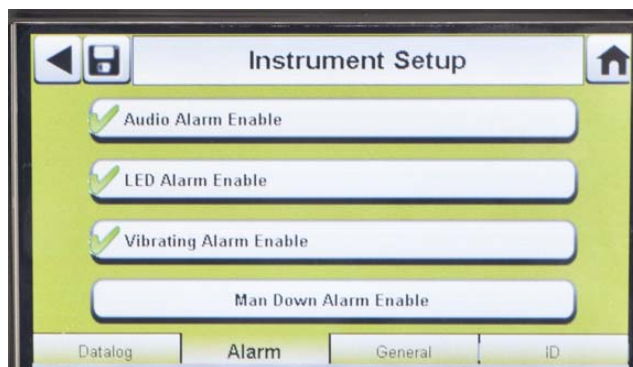 Instrument Setup
Audio Alarm Enable
LED Alarm Enable
Vibrating Alarm Enable
Man Down Alarm Enable
Datalog Alarm General ID